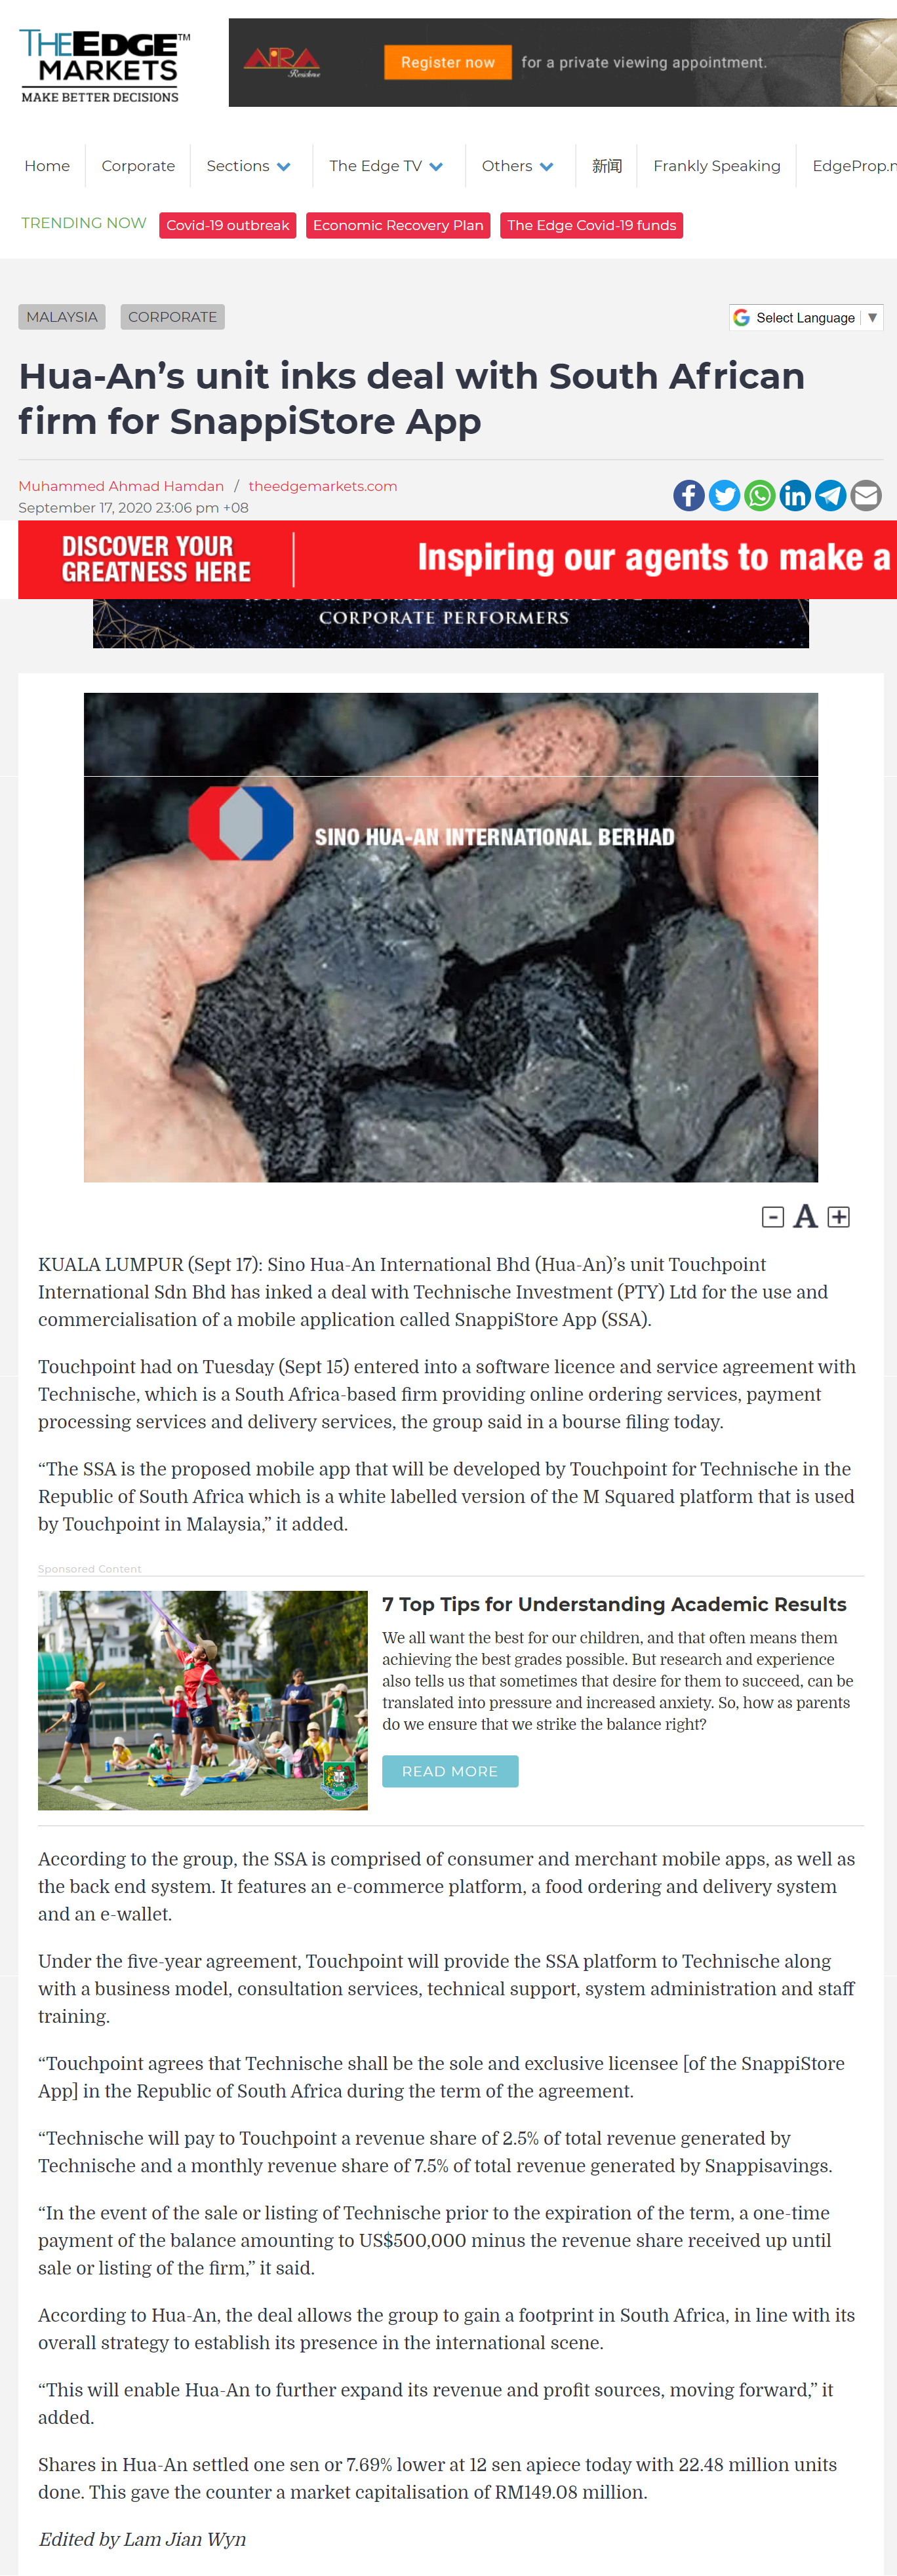 THEEDGE™
MARKETS
MAKE BETTER DECISIONS
AIRA
Residence
Register now
for a private viewing appointment.
Home
Corporate
Sections
The Edge TV
Others
新闻
Frankly Speaking
EdgeProp.m
TRENDING NOW
Covid-19 outbreak
Economic Recovery Plan
The Edge Covid-19 funds
MALAYSIA
CORPORATE
G Select Language ▼
Hua-An’s unit inks deal with South African
firm for SnappiStore App
Muhammed Ahmad Hamdan / theedgemarkets.com
September 17, 2020 23:06 pm +08
DISCOVER YOUR
GREATNESS HERE
Inspiring our agents to make a
CORPORATE PERFORMERS
SINO HUA-AN INTERNATIONAL BERHAD
- A +
KUALA LUMPUR (Sept 17): Sino Hua-An International Bhd (Hua-An)’s unit Touchpoint
International Sdn Bhd has inked a deal with Technische Investment (PTY) Ltd for the use and
commercialisation of a mobile application called SnappiStore App (SSA).
Touchpoint had on Tuesday (Sept 15) entered into a software licence and service agreement with
Technische, which is a South Africa-based firm providing online ordering services, payment
processing services and delivery services, the group said in a bourse filing today.
“The SSA is the proposed mobile app that will be developed by Touchpoint for Technische in the
Republic of South Africa which is a white labelled version of the M Squared platform that is used
by Touchpoint in Malaysia,” it added.
Sponsored Content
7 Top Tips for Understanding Academic Results
We all want the best for our children, and that often means them
achieving the best grades possible. But research and experience
also tells us that sometimes that desire for them to succeed, can be
translated into pressure and increased anxiety. So, how as parents
do we ensure that we strike the balance right?
READ MORE
According to the group, the SSA is comprised of consumer and merchant mobile apps, as well as
the back end system. It features an e-commerce platform, a food ordering and delivery system
and an e-wallet.
Under the five-year agreement, Touchpoint will provide the SSA platform to Technische along
with a business model, consultation services, technical support, system administration and staff
training.
“Touchpoint agrees that Technische shall be the sole and exclusive licensee [of the SnappiStore
App] in the Republic of South Africa during the term of the agreement.
“Technische will pay to Touchpoint a revenue share of 2.5% of total revenue generated by
Technische and a monthly revenue share of 7.5% of total revenue generated by Snappisavings.
“In the event of the sale or listing of Technische prior to the expiration of the term, a one-time
payment of the balance amounting to US$500,000 minus the revenue share received up until
sale or listing of the firm,” it said.
According to Hua-An, the deal allows the group to gain a footprint in South Africa, in line with its
overall strategy to establish its presence in the international scene.
“This will enable Hua-An to further expand its revenue and profit sources, moving forward,” it
added.
Shares in Hua-An settled one sen or 7.69% lower at 12 sen apiece today with 22.48 million units
done. This gave the counter a market capitalisation of RM149.08 million.
Edited by Lam Jian Wyn